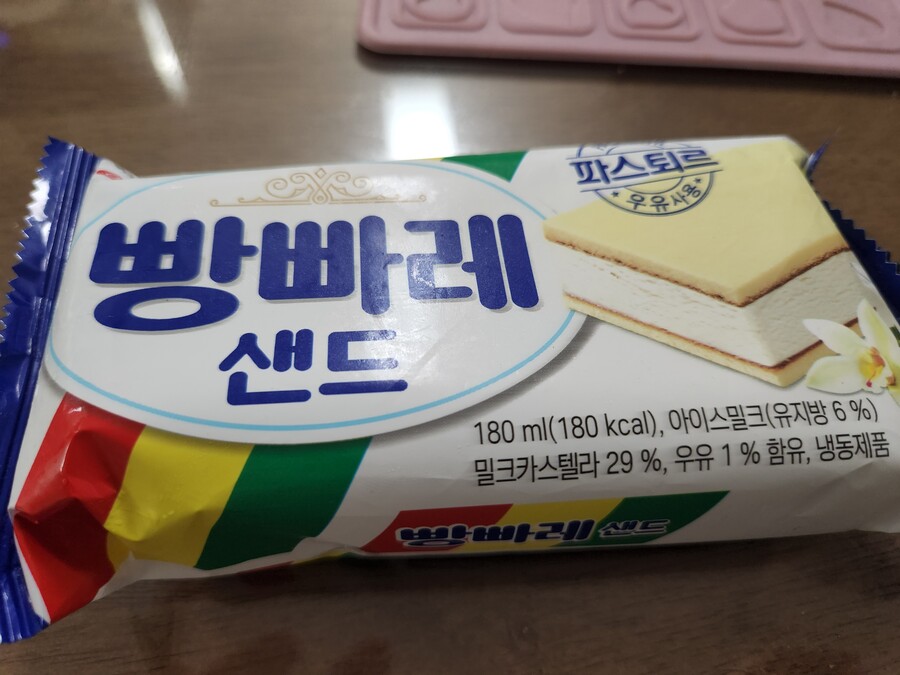 파스퇴르
우유사용
빵빠레
샌드
180 ml(180 kcal), 아이스밀크(유지방 6 %)
밀크카스텔라 29 %, 우유 1 % 함유, 냉동제품
빵빠레 샌드